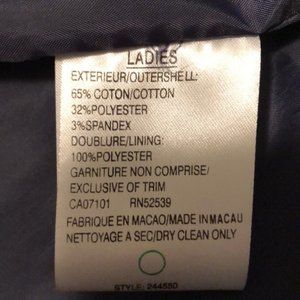 LADIES
EXTERIEUR/OUTERSHELL:
65% COTON/COTTON
32%POLYESTER
3%SPANDEX
DOUBLURE/LINING:
100%POLYESTER
GARNITURE NON COMPRISE/
EXCLUSIVE OF TRIM
CA07101 RN52539
FABRIQUE EN MACAO/MADE IN MACAU
NETTOYAGE A SEC/DRY CLEAN ONLY
STYLE: 244550